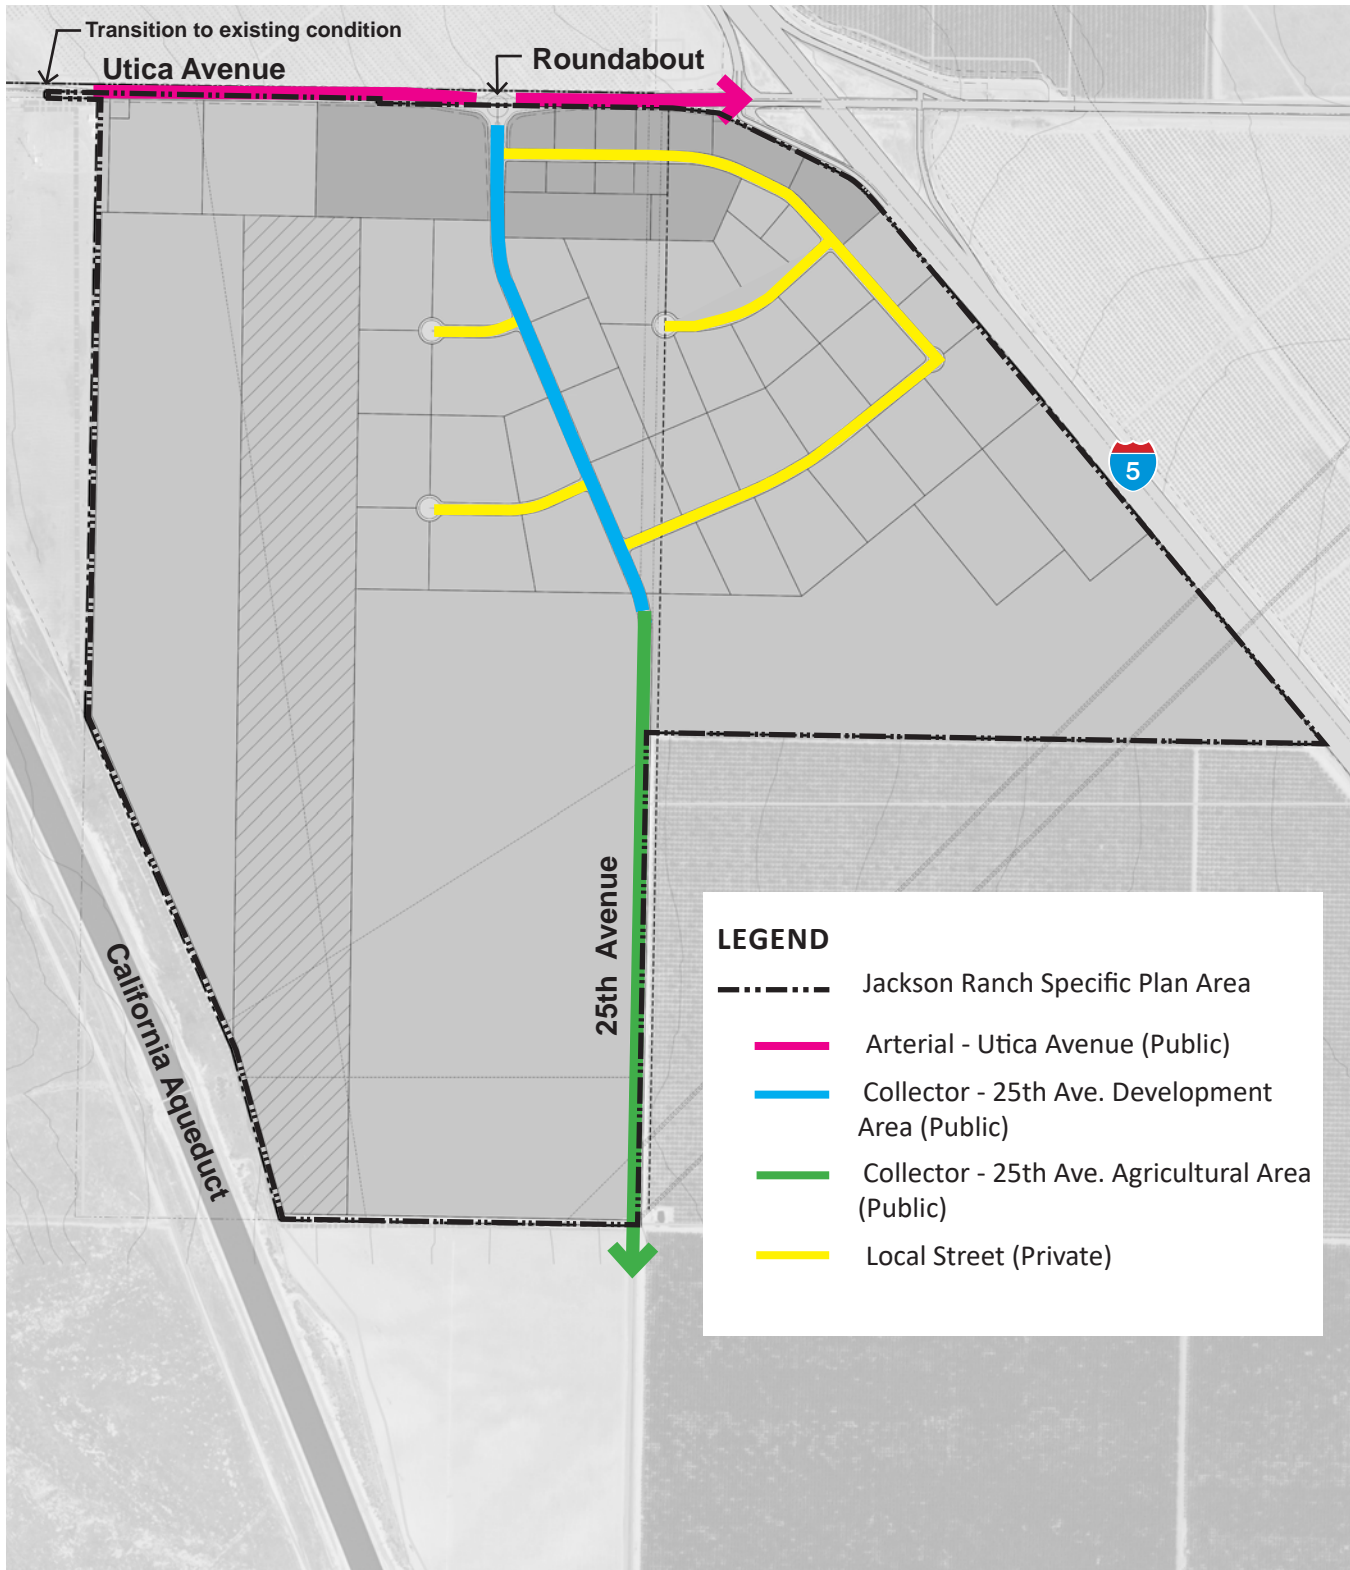 Transition to existing condition
Utica Avenue
Roundabout
5
25th Avenue
California Aqueduct
LEGEND
Jackson Ranch Specific Plan Area
Arterial - Utica Avenue (Public)
Collector - 25th Ave. Development
Area (Public)
Collector - 25th Ave. Agricultural Area
(Public)
Local Street (Private)